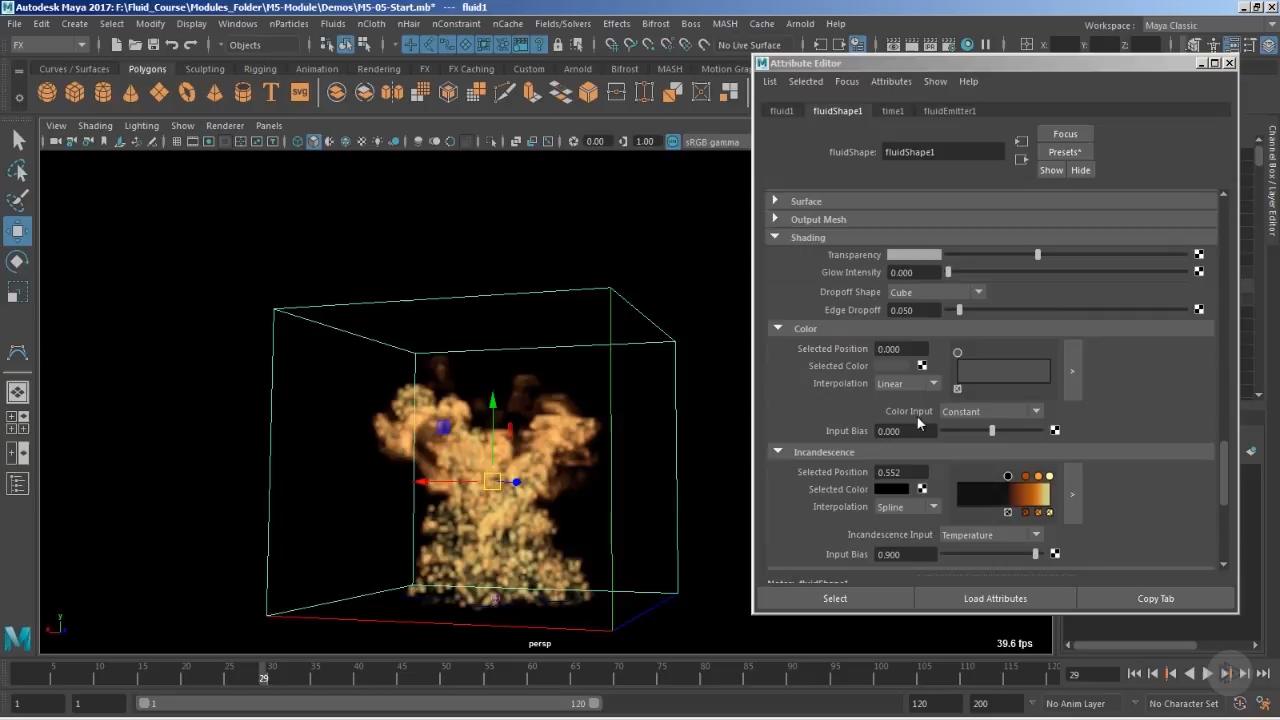 Autodesk Maya 2017: F:\Fluid_Course\Modules_Folder\M5-Module\Demos\M5-05-Start.mb* --- fluid1
File Edit Create Select Modify Display Windows nParticles Fluids nCloth nHair nConstraint nCache Fields/Solvers Effects Bifrost Boss MASH Cache Arnold Help
Workspace : Maya Classic
FX Objects No Live Surface X: Y: Z:
Curves / Surfaces Polygons Sculpting Rigging Animation Rendering FX FX Caching Custom Arnold Bifrost MASH Motion Gra
SVG
View Shading Lighting Show Renderer Panels
0.00 1.00 sRGB gamma
Attribute Editor
List Selected Focus Attributes Show Help
fluid1 fluidShape1 time1 fluidEmitter1
Focus
fluidShape: fluidShape1 Presets*
Show Hide
Surface
Output Mesh
Shading
Transparency
Glow Intensity 0.000
Dropoff Shape Cube
Edge Dropoff 0.050
Color
Selected Position 0.000
Selected Color
Interpolation Linear
Color Input Constant
Input Bias 0.000
Incandescence
Selected Position 0.552
Selected Color
Interpolation Spline
Incandescence Input Temperature
Input Bias 0.900
Notes: fluidShape1
Select Load Attributes Copy Tab
Channel Box / Layer Editor
y
persp
39.6 fps
5 10 15 20 25 30 35 40 45 50 55 60 65 70 75 80 85 90 95 100 105 110 115 120
29 29
1 1 1 120 120 200 No Anim Layer No Character Set